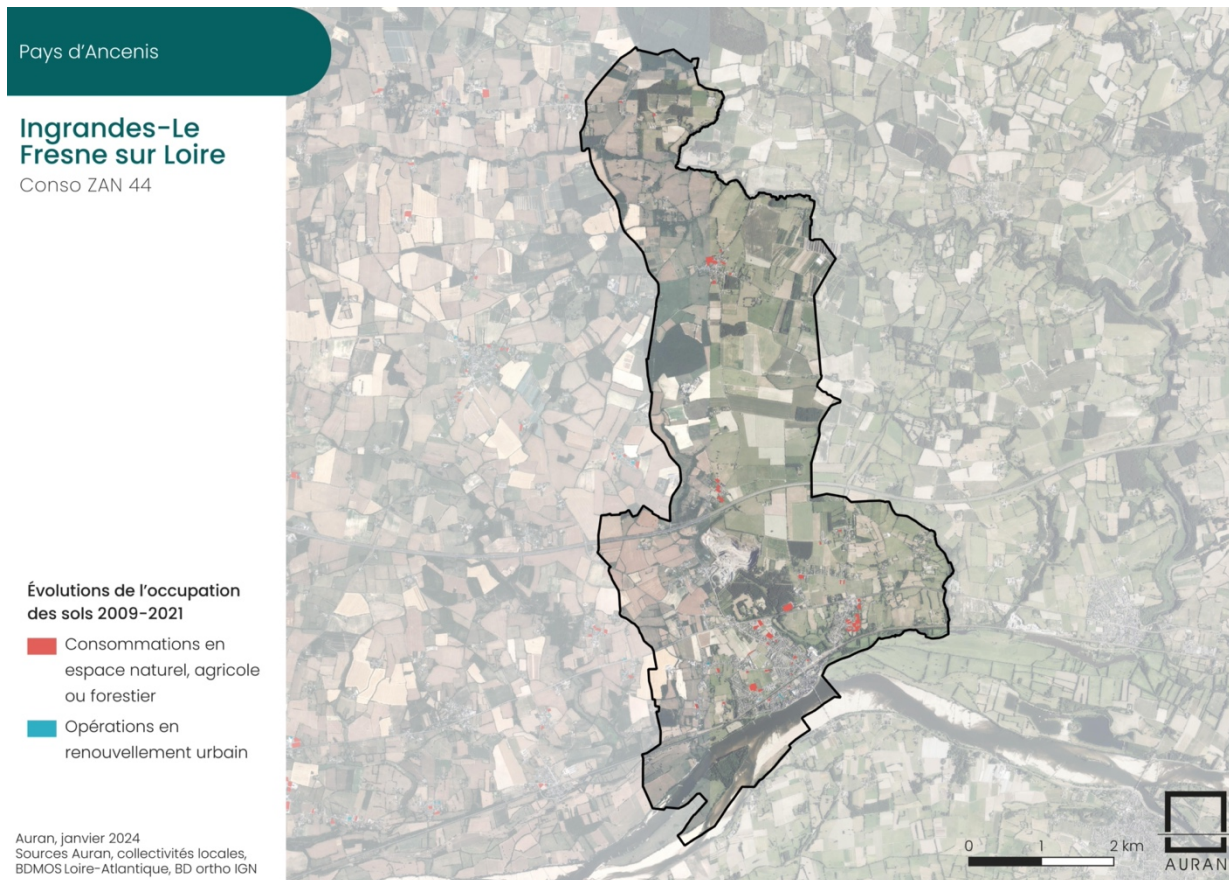 Pays d'Ancenis
Ingrandes-Le
Fresne sur Loire
Conso ZAN 44
Évolutions de l'occupation
des sols 2009-2021
Consommations en
espace naturel, agricole
ou forestier
Opérations en
renouvellement urbain
Auran, janvier 2024
Sources Auran, collectivités locales,
BDMOS Loire-Atlantique, BD ortho IGN
0 1 2 km
AURAN